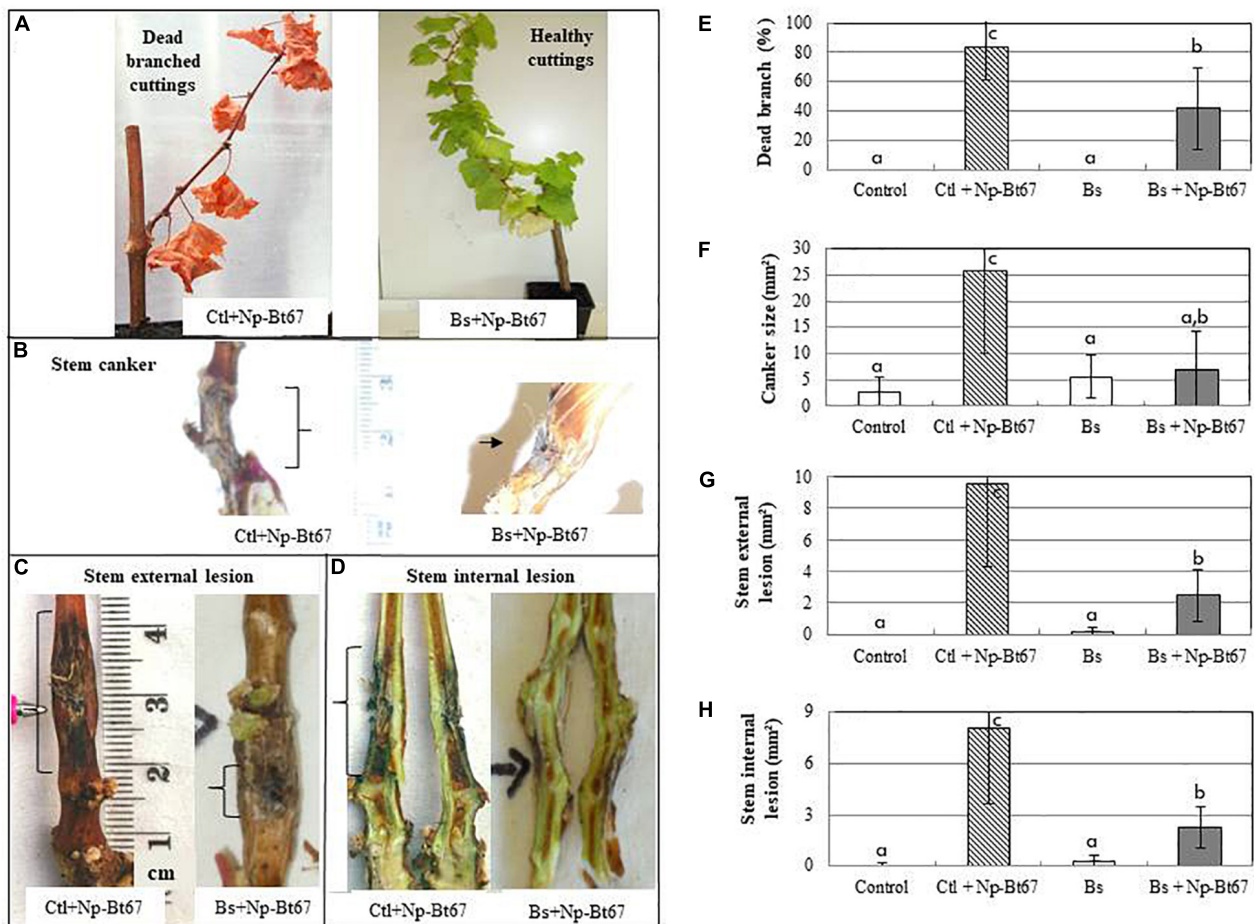 A
Dead
branched
cuttings
Healthy
cuttings
Ctl+Np-Bt67
Bs+Np-Bt67
B
Stem canker
Ctl+Np-Bt67
Bs+Np-Bt67
C
Stem external lesion
4
3
2
1
cm
Ctl+Np-Bt67
Bs+Np-Bt67
D
Stem internal lesion
Ctl+Np-Bt67
Bs+Np-Bt67
E
Dead branch (%)
100
80
60
40
20
0
a
c
a
b
Control
Ctl + Np-Bt67
Bs
Bs + Np-Bt67
F
Canker size (mm²)
30
25
20
15
10
5
0
a
c
a
a,b
Control
Ctl + Np-Bt67
Bs
Bs + Np-Bt67
G
Stem external
lesion (mm²)
10
8
6
4
2
0
a
c
a
b
Control
Ctl + Np-Bt67
Bs
Bs + Np-Bt67
H
Stem internal
lesion (mm²)
9
6
3
0
a
c
a
b
Control
Ctl + Np-Bt67
Bs
Bs + Np-Bt67